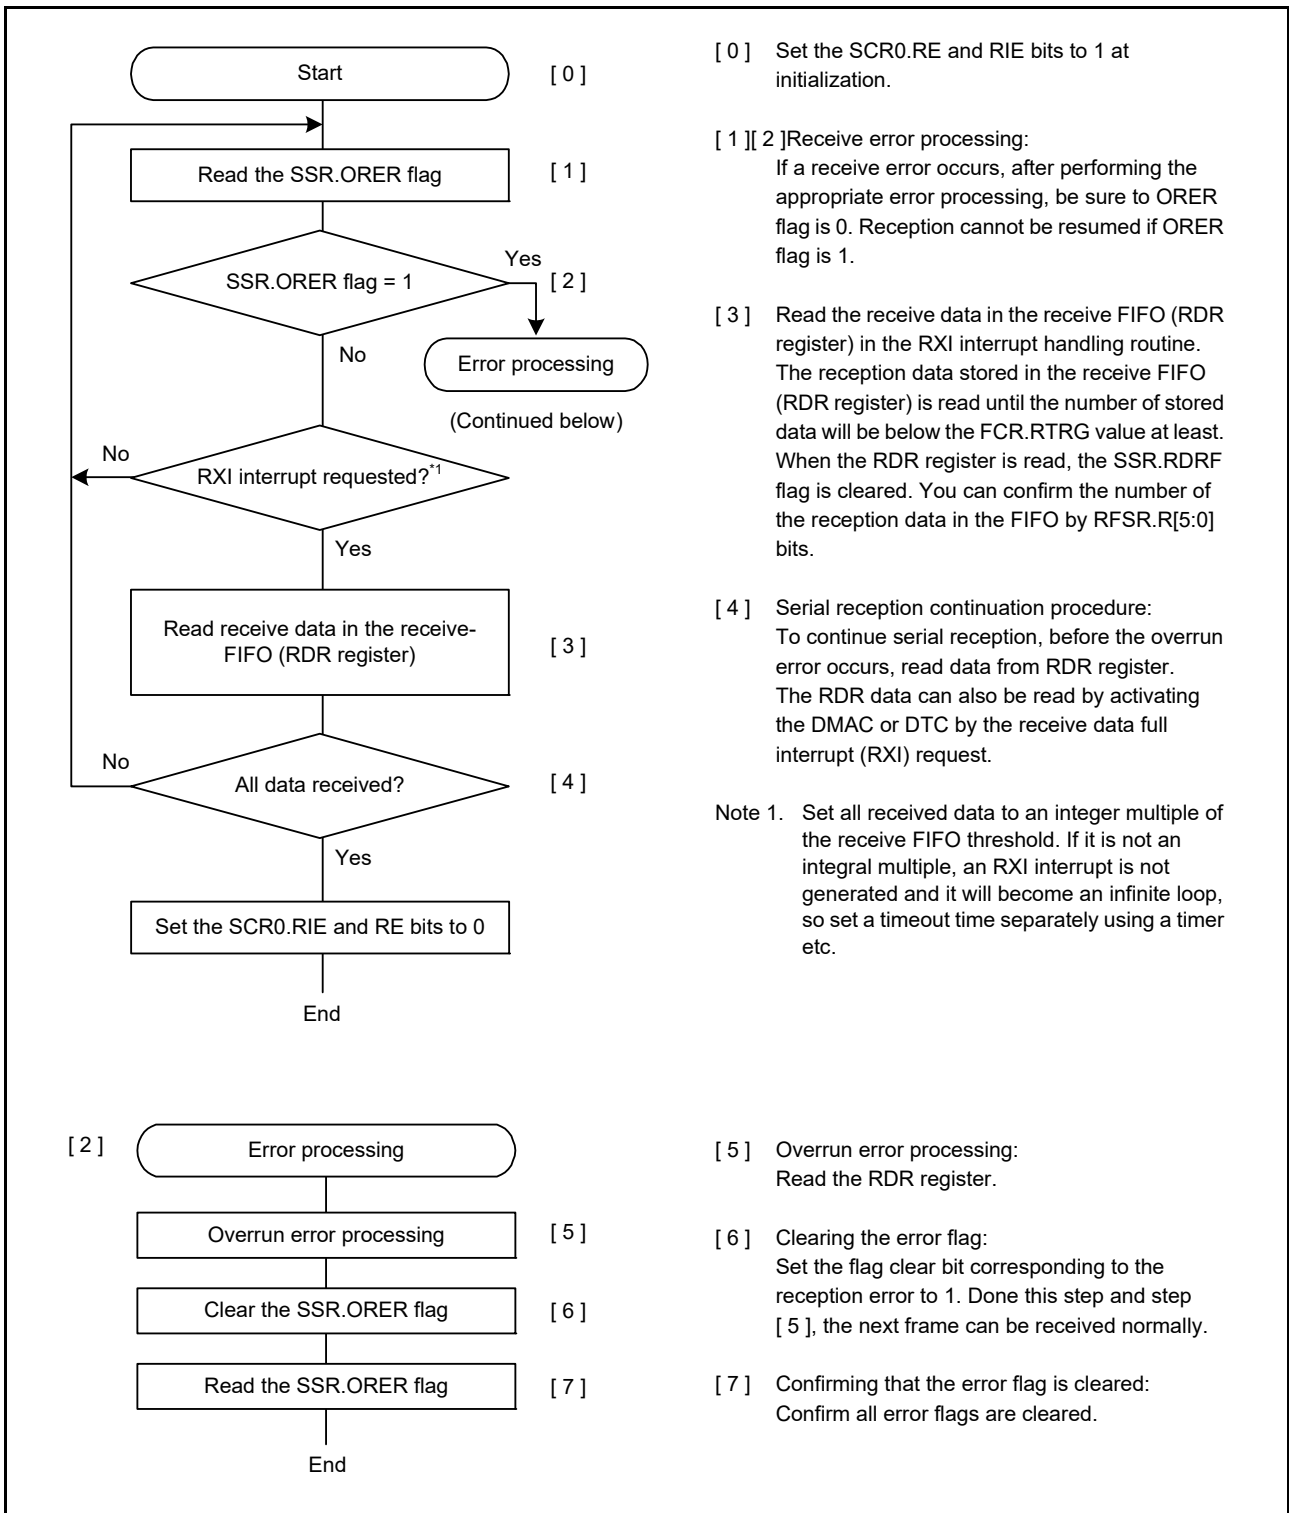 Start
[ 0 ]
Read the SSR.ORER flag
[ 1 ]
SSR.ORER flag = 1
Yes
[ 2 ]
No
Error processing
(Continued below)
No
RXI interrupt requested?*1
Yes
Read receive data in the receive-
FIFO (RDR register)
[ 3 ]
No
All data received?
[ 4 ]
Yes
Set the SCR0.RIE and RE bits to 0
End
[ 0 ] Set the SCR0.RE and RIE bits to 1 at
initialization.
[ 1 ][ 2 ]Receive error processing:
If a receive error occurs, after performing the
appropriate error processing, be sure to ORER
flag is 0. Reception cannot be resumed if ORER
flag is 1.
[ 3 ] Read the receive data in the receive FIFO (RDR
register) in the RXI interrupt handling routine.
The reception data stored in the receive FIFO
(RDR register) is read until the number of stored
data will be below the FCR.RTRG value at least.
When the RDR register is read, the SSR.RDRF
flag is cleared. You can confirm the number of
the reception data in the FIFO by RFSR.R[5:0]
bits.
[ 4 ] Serial reception continuation procedure:
To continue serial reception, before the overrun
error occurs, read data from RDR register.
The RDR data can also be read by activating
the DMAC or DTC by the receive data full
interrupt (RXI) request.
Note 1. Set all received data to an integer multiple of
the receive FIFO threshold. If it is not an
integral multiple, an RXI interrupt is not
generated and it will become an infinite loop,
so set a timeout time separately using a timer
etc.
[ 2 ]
Error processing
Overrun error processing
[ 5 ]
Clear the SSR.ORER flag
[ 6 ]
Read the SSR.ORER flag
[ 7 ]
End
[ 5 ] Overrun error processing:
Read the RDR register.
[ 6 ] Clearing the error flag:
Set the flag clear bit corresponding to the
reception error to 1. Done this step and step
[ 5 ], the next frame can be received normally.
[ 7 ] Confirming that the error flag is cleared:
Confirm all error flags are cleared.